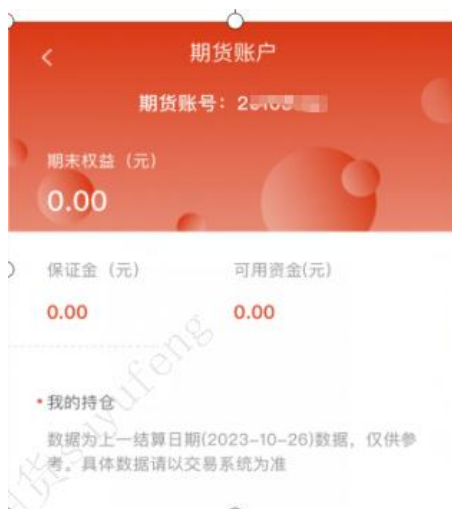 期货账户
期货账号：2
期末权益（元）
0.00
保证金（元） 可用资金(元)
0.00 0.00
我的持仓
数据为上一结算日期(2023-10-26)数据，仅供参
考。具体数据请以交易系统为准